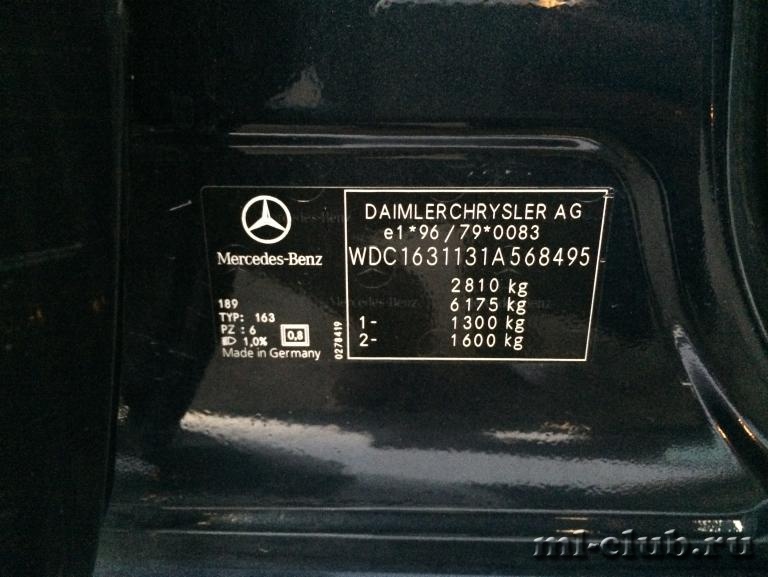 Mercedes-Benz
189
TYP: 163
PZ : 6
1,0%
0,8
Made in Germany
0278419
DAIMLERCHRYSLER AG
e1*96/79*0083
WDC1631131A568495
2810 kg
6175 kg
1- 1300 kg
2- 1600 kg
ml-club.ru